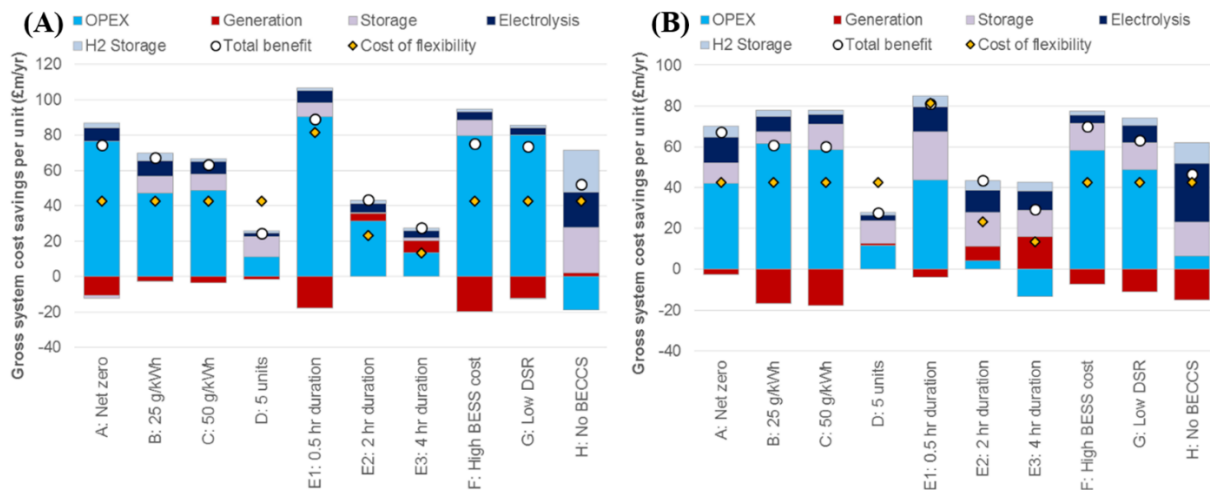 (A)
OPEX Generation Storage Electrolysis
H2 Storage Total benefit Cost of flexibility
Gross system cost savings per unit (£m/yr)
120
100
80
60
40
20
0
-20
-40
A: Net zero
B: 25 g/kWh
C: 50 g/kWh
D: 5 units
E1: 0.5 hr duration
E2: 2 hr duration
E3: 4 hr duration
F: High BESS cost
G: Low DSR
H: No BECCS
(B)
OPEX Generation Storage Electrolysis
H2 Storage Total benefit Cost of flexibility
Gross system cost savings per unit (£m/yr)
100
80
60
40
20
0
-20
-40
A: Net zero
B: 25 g/kWh
C: 50 g/kWh
D: 5 units
E1: 0.5 hr duration
E2: 2 hr duration
E3: 4 hr duration
F: High BESS cost
G: Low DSR
H: No BECCS